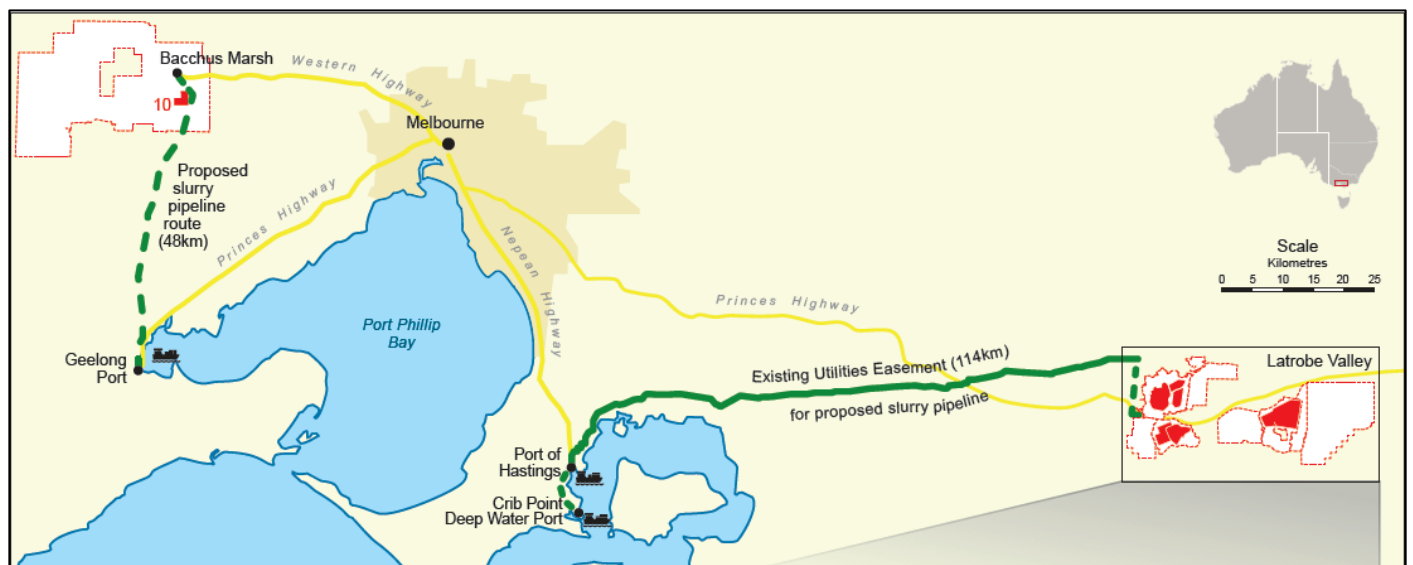 Bacchus Marsh
10
Western Highway
Melbourne
Proposed
slurry
pipeline
route
(48km)
Princes Highway
Nepean Highway
Port Phillip
Bay
Geelong
Port
Scale
Kilometres
0 5 10 15 20 25
Princes Highway
Existing Utilities Easement (114km)
for proposed slurry pipeline
Latrobe Valley
Port of
Hastings
Crib Point
Deep Water Port